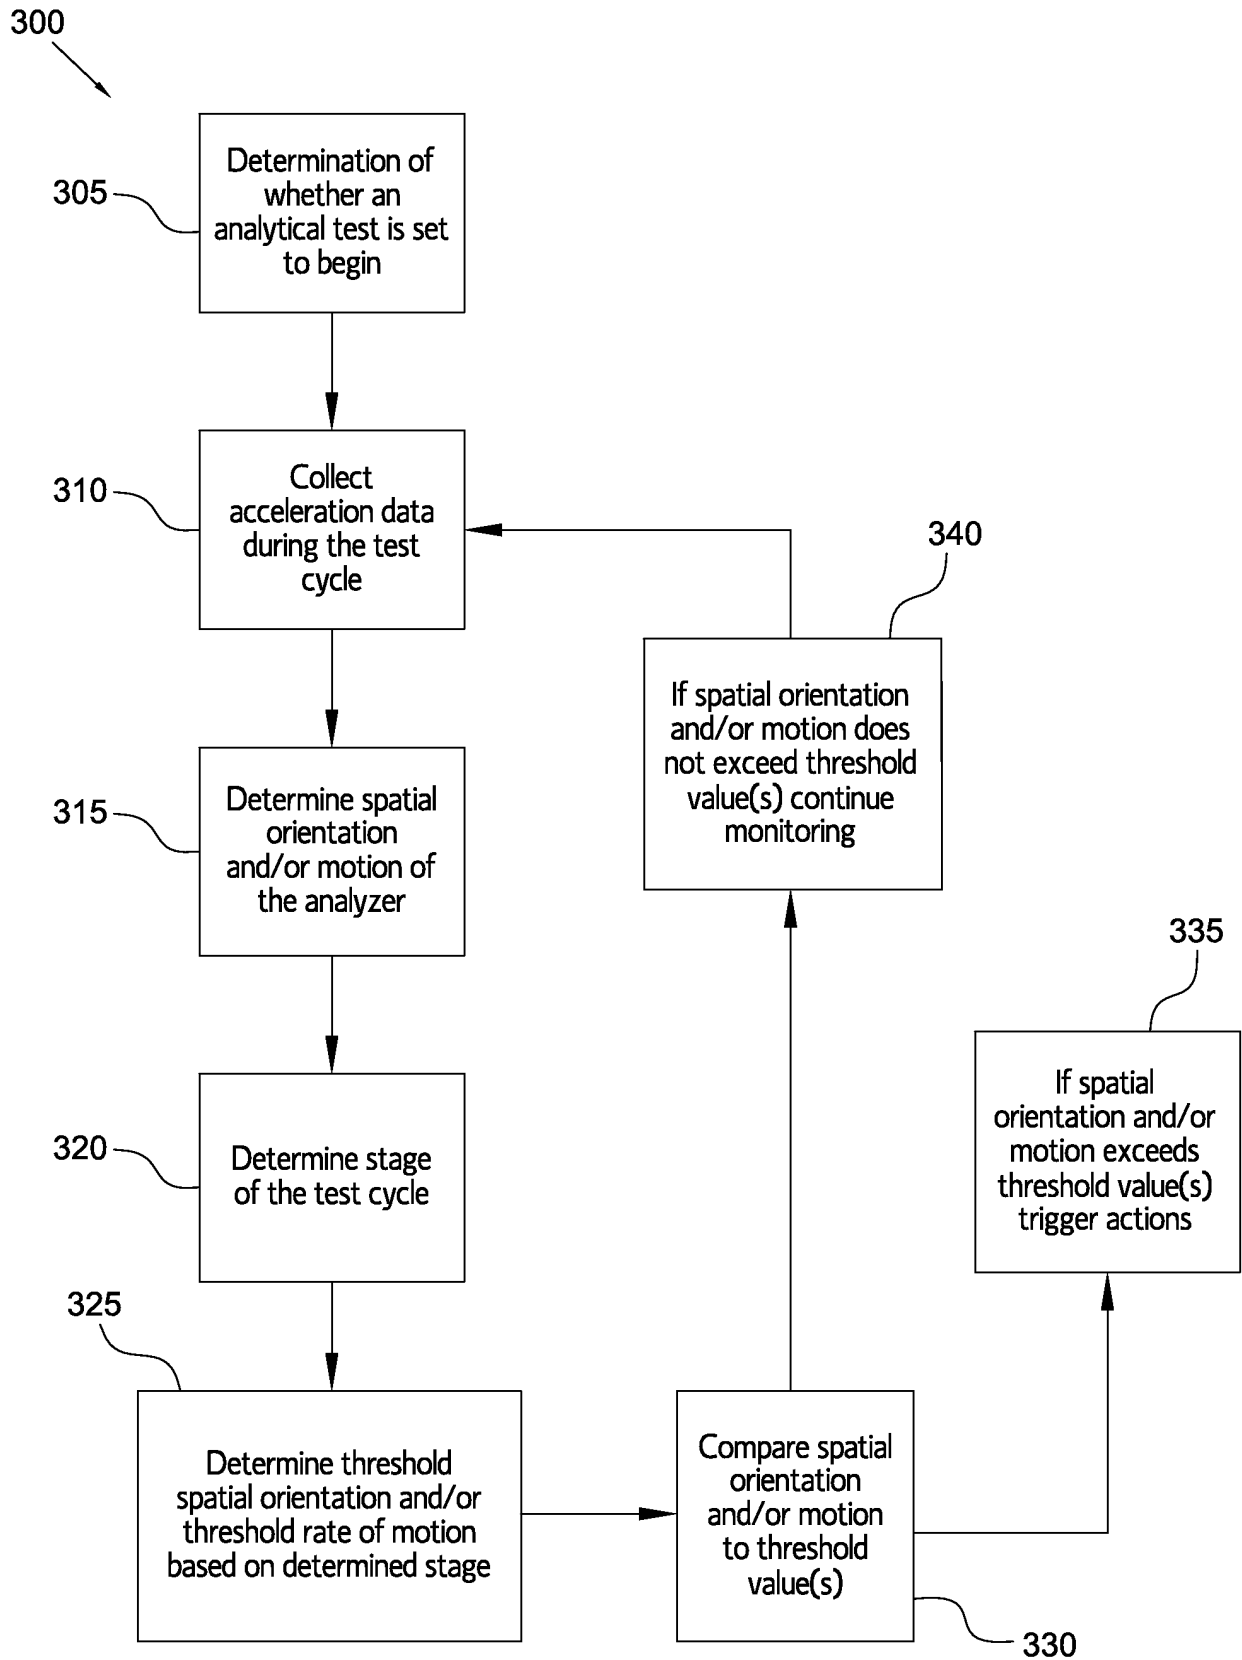 300
305
Determination of
whether an
analytical test is set
to begin
310
Collect
acceleration data
during the test
cycle
340
If spatial orientation
and/or motion does
not exceed threshold
value(s) continue
monitoring
315
Determine spatial
orientation
and/or motion of
the analyzer
335
If spatial
orientation and/or
motion exceeds
threshold value(s)
trigger actions
320
Determine stage
of the test cycle
325
Determine threshold
spatial orientation and/or
threshold rate of motion
based on determined stage
Compare spatial
orientation
and/or motion
to threshold
value(s)
330